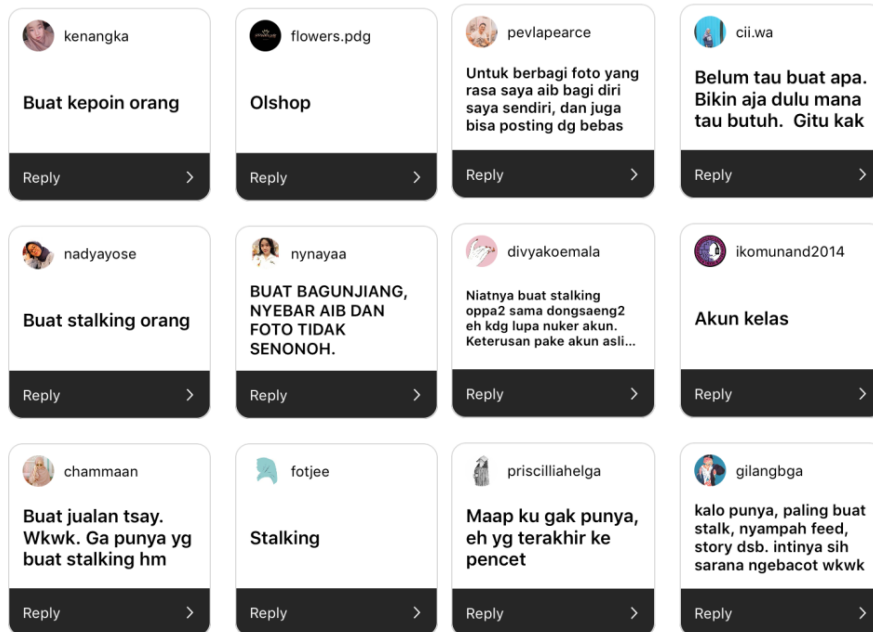 kenangka
Buat kepoin orang
Reply
flowers.pdg
Olshop
Reply
pevlapearce
Untuk berbagi foto yang
rasa saya aib bagi diri
saya sendiri, dan juga
bisa posting dg bebas
Reply
cii.wa
Belum tau buat apa.
Bikin aja dulu mana
tau butuh.  Gitu kak
Reply
nadyayose
Buat stalking orang
Reply
nynayaa
BUAT BAGUNJIANG,
NYEBAR AIB DAN
FOTO TIDAK
SENONOH.
Reply
divyakoemala
Niatnya buat stalking
oppa2 sama dongsaeng2
eh kdg lupa nuker akun.
Keterusan pake akun asli...
Reply
ikomunand2014
Akun kelas
Reply
chammaan
Buat jualan tsay.
Wkwk. Ga punya yg
buat stalking hm
Reply
fotjee
Stalking
Reply
priscilliahelga
Maap ku gak punya,
eh yg terakhir ke
pencet
Reply
gilangbga
kalo punya, paling buat
stalk, nyampah feed,
story dsb. intinya sih
sarana ngebacot wkwk
Reply